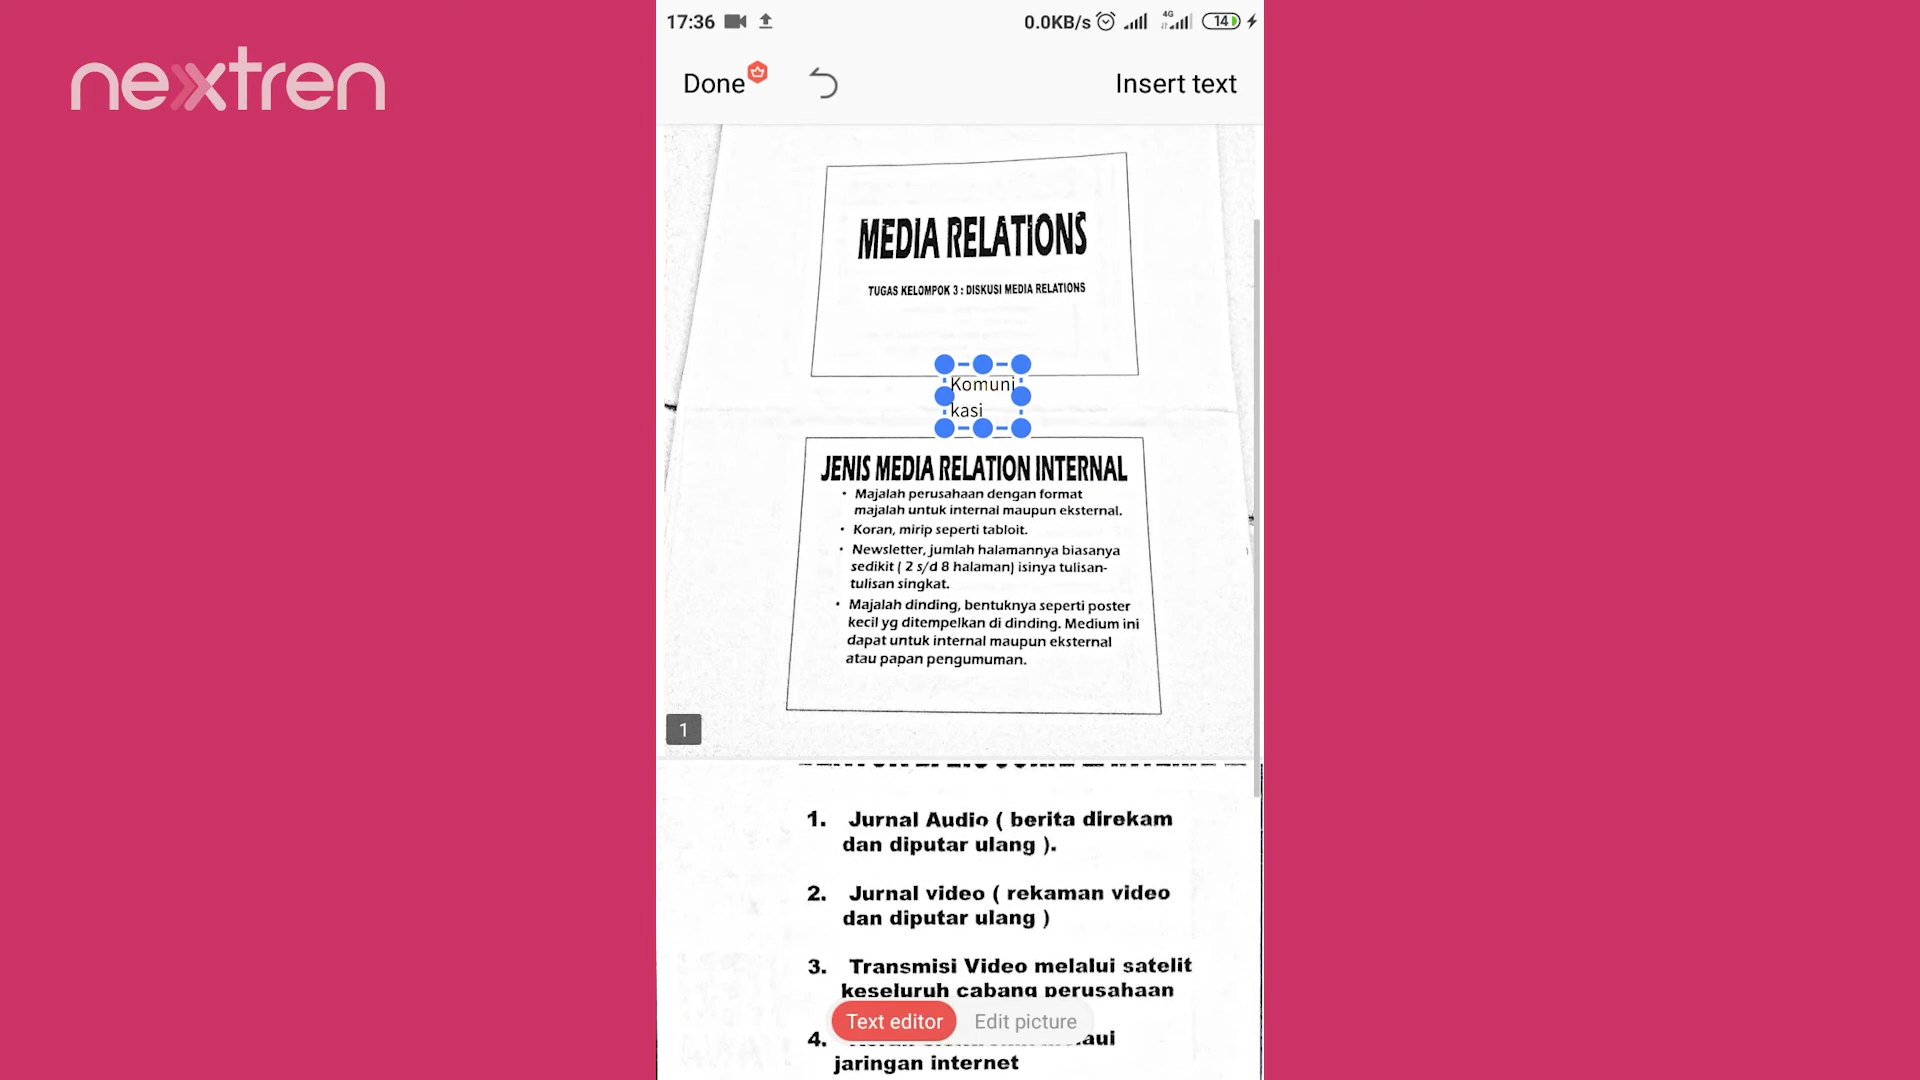 nextren
17:36
0.0KB/s
4G
14
Done
Insert text
MEDIA RELATIONS
TUGAS KELOMPOK 3 : DISKUSI MEDIA RELATIONS
Komuni
kasi
JENIS MEDIA RELATION INTERNAL
• Majalah perusahaan dengan format
majalah untuk internal maupun eksternal.
• Koran, mirip seperti tabloit.
• Newsletter, jumlah halamannya biasanya
sedikit ( 2 s/d 8 halaman) isinya tulisan-
tulisan singkat.
• Majalah dinding, bentuknya seperti poster
kecil yg ditempelkan di dinding. Medium ini
dapat untuk internal maupun eksternal
atau papan pengumuman.
1
1. Jurnal Audio ( berita direkam
dan diputar ulang ).
2. Jurnal video ( rekaman video
dan diputar ulang )
3. Transmisi Video melalui satelit
keseluruh cabang perusahaan
Text editor
Edit picture
4.
jaringan internet